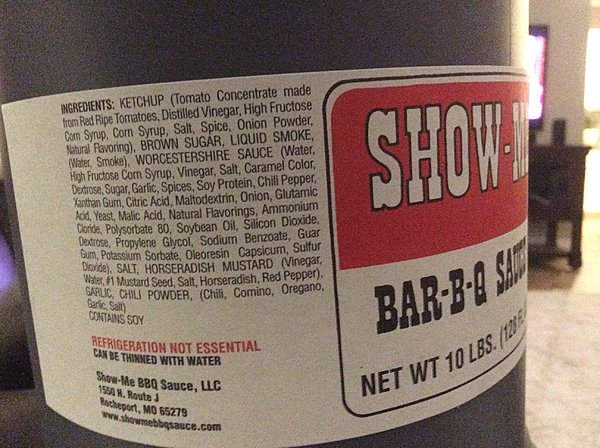 INGREDIENTS: KETCHUP (Tomato Concentrate made
from Red Ripe Tomatoes, Distilled Vinegar, High Fructose
Corn Syrup, Corn Syrup, Salt, Spice, Onion Powder,
Natural Flavoring), BROWN SUGAR, LIQUID SMOKE,
(Water, Smoke), WORCESTERSHIRE SAUCE (Water,
High Fructose Corn Syrup, Vinegar, Salt, Caramel Color,
Dextrose, Sugar, Garlic, Spices, Soy Protein, Chili Pepper,
Xanthan Gum, Citric Acid, Maltodextrin, Onion, Glutamic
Acid, Yeast, Malic Acid, Natural Flavorings, Ammonium
Cloride, Polysorbate 80, Soybean Oil, Silicon Dioxide,
Dextrose, Propylene Glycol, Sodium Benzoate, Guar
Gum, Potassium Sorbate, Oleoresin Capsicum, Sulfur
Dioxide), SALT, HORSERADISH MUSTARD (Vinegar,
Water, #1 Mustard Seed, Salt, Horseradish, Red Pepper),
GARLIC, CHILI POWDER, (Chili, Comino, Oregano,
Garlic, Salt)
CONTAINS SOY
REFRIGERATION NOT ESSENTIAL
CAN BE THINNED WITH WATER
Show-Me BBQ Sauce, LLC
1550 N. Route J
Rocheport, MO 65279
www.showmebbqsauce.com
SHOW-M
BAR-B-Q SAUCE
NET WT 10 LBS. (128 F